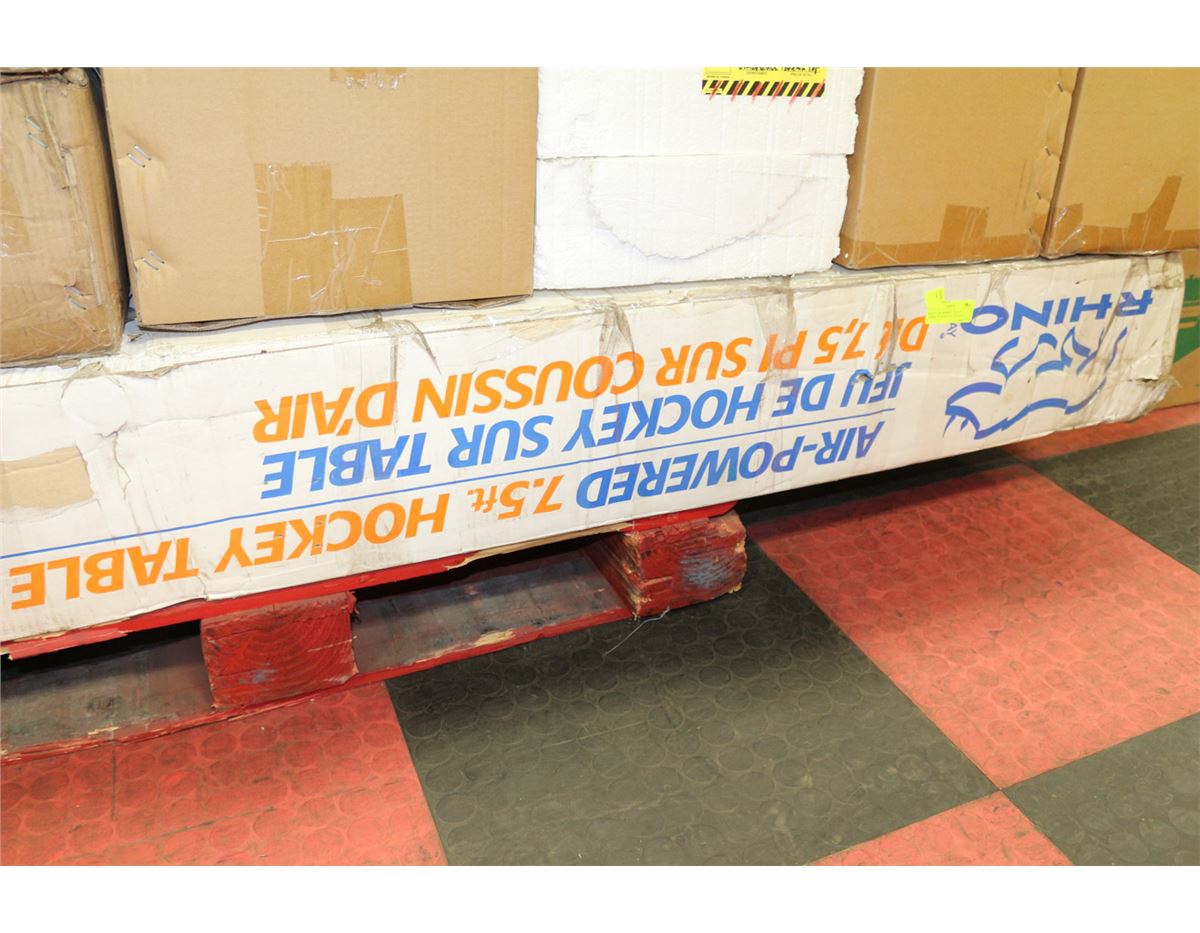 RHINO
AIR-POWERED 7.5ft. HOCKEY TABLE
JEU DE HOCKEY SUR TABLE
DE 7,5 PI SUR COUSSIN D'AIR